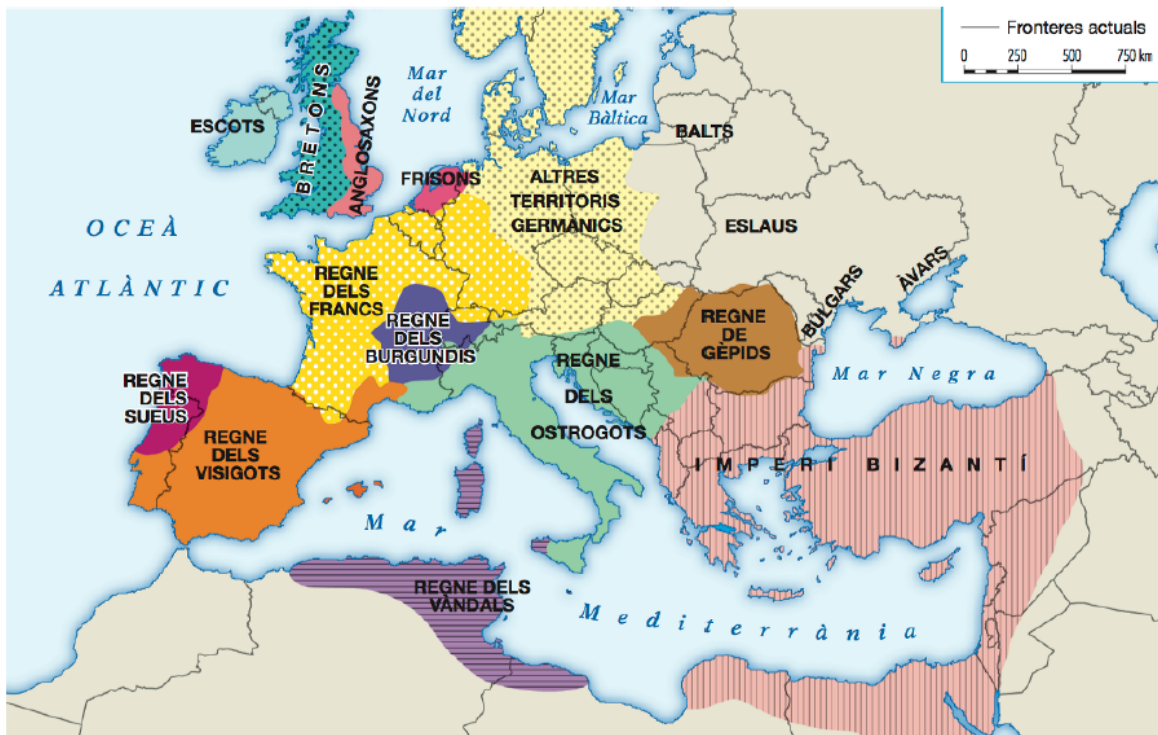 Fronteres actuals
0 250 500 750 km
Mar
del
Nord
Mar
Bàltica
ESCOTS
BRETONS
ANGLOSAXONS
FRISONS
BALTS
ALTRES
TERRITORIS
GERMÀNICS
ESLAUS
OCEÀ
ATLÀNTIC
REGNE
DELS
FRANCS
REGNE
DELS
BURGUNDIS
REGNE
DE
GÈPIDS
BÚLGARS
ÀVARS
Mar Negra
REGNE
DELS
SUEUS
REGNE
DELS
VISIGOTS
REGNE
DELS
OSTROGOTS
IMPERI BIZANTÍ
Mar
Mediterrània
REGNE DELS
VÀNDALS